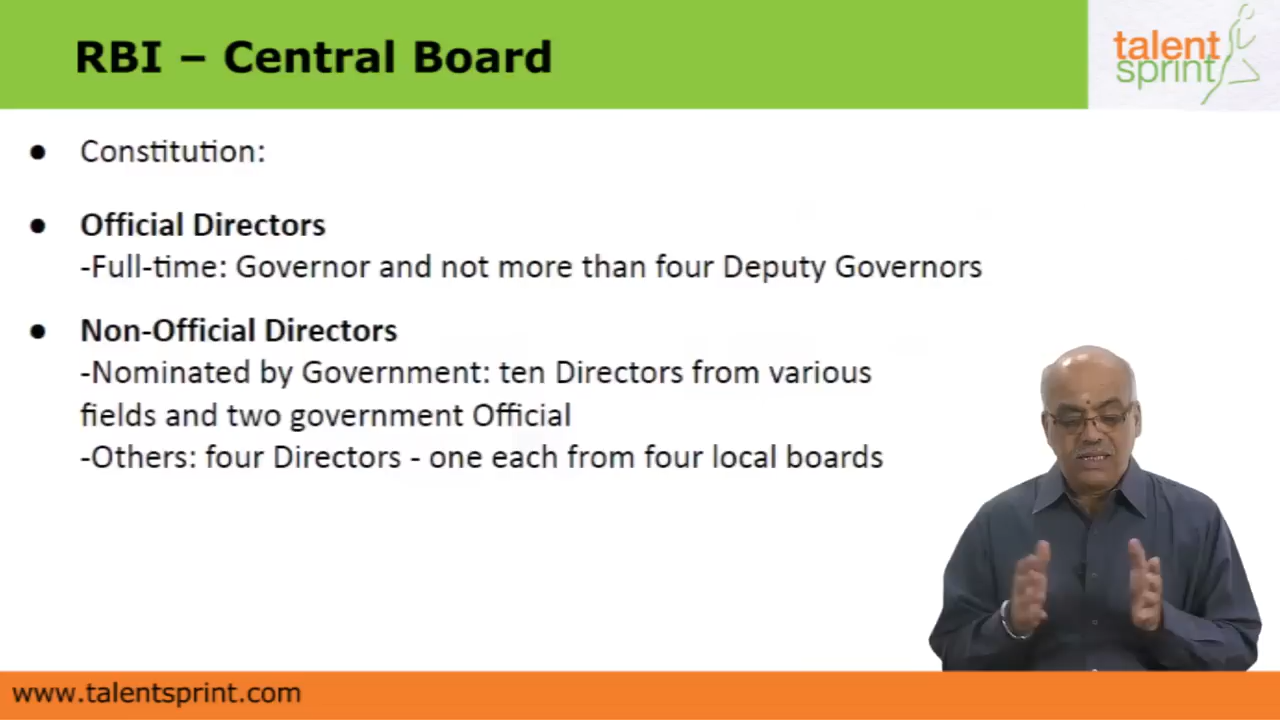 RBI – Central Board
talent
sprint
● Constitution:
● Official Directors
-Full-time: Governor and not more than four Deputy Governors
● Non-Official Directors
-Nominated by Government: ten Directors from various
fields and two government Official
-Others: four Directors - one each from four local boards
www.talentsprint.com